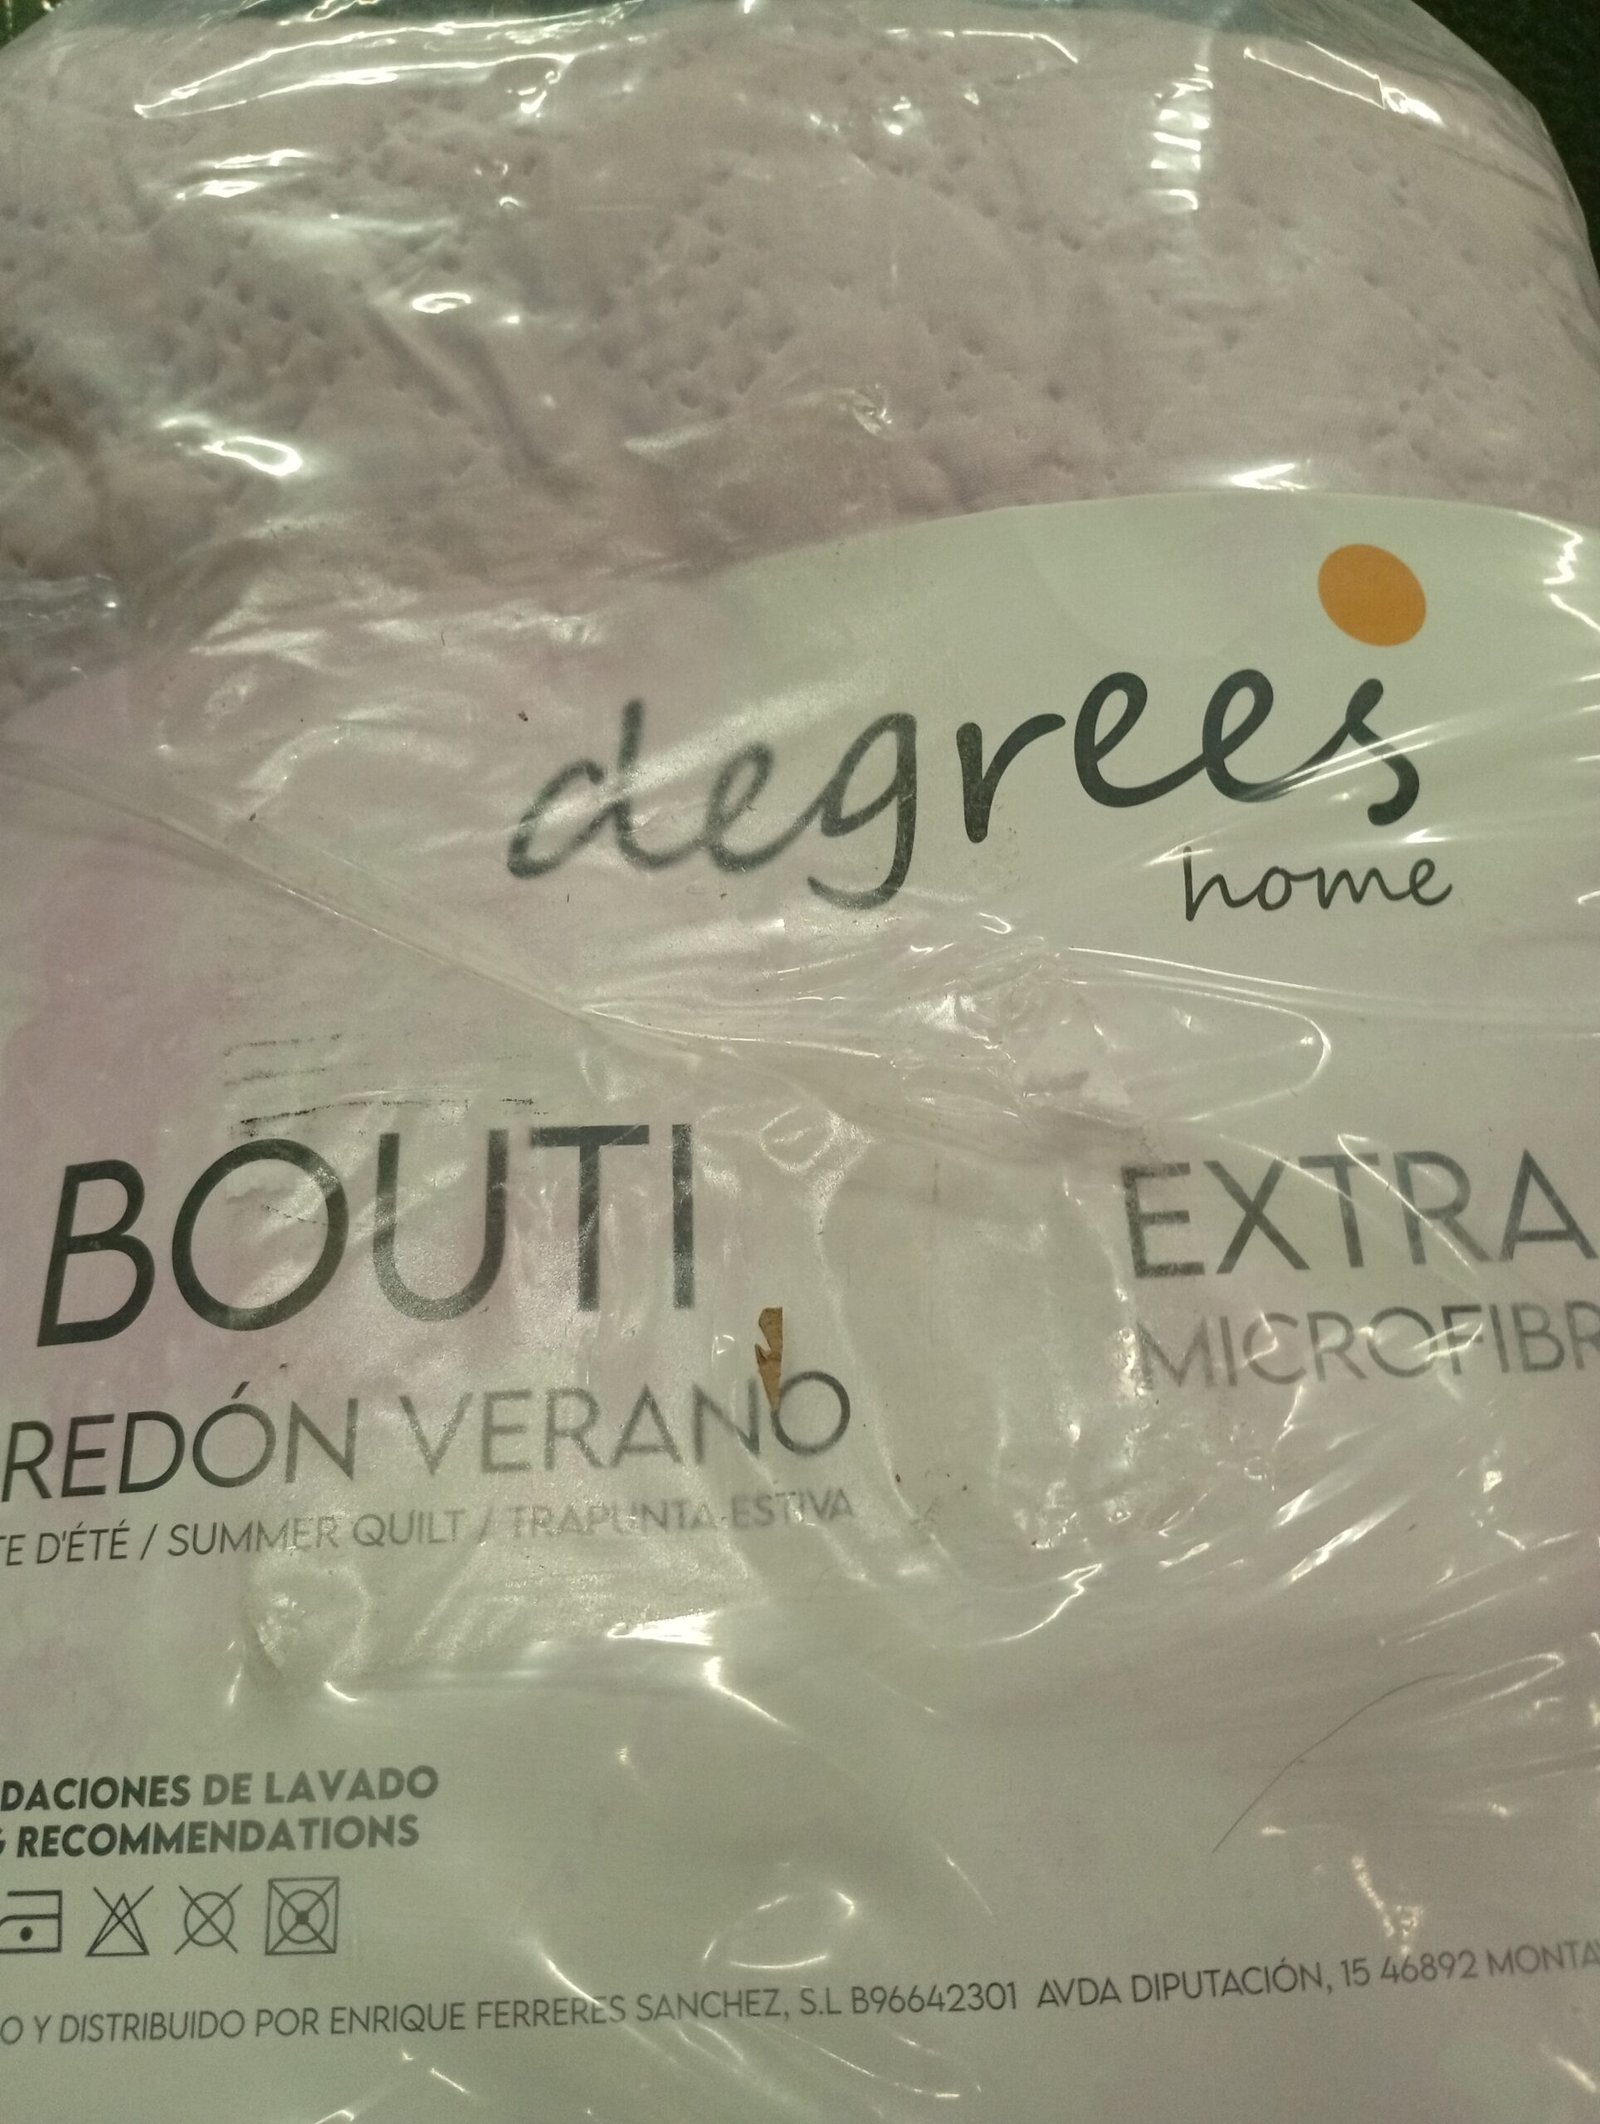 degrees
home
BOUTI
EXTRA
MICROFIBR
REDÓN VERANO
TE D'ÉTÉ / SUMMER QUILT / TRAPUNTA ESTIVA
DACIONES DE LAVADO
G RECOMMENDATIONS
O Y DISTRIBUIDO POR ENRIQUE FERRERES SANCHEZ, S.L B96642301 AVDA DIPUTACIÓN, 15 46892 MONTA